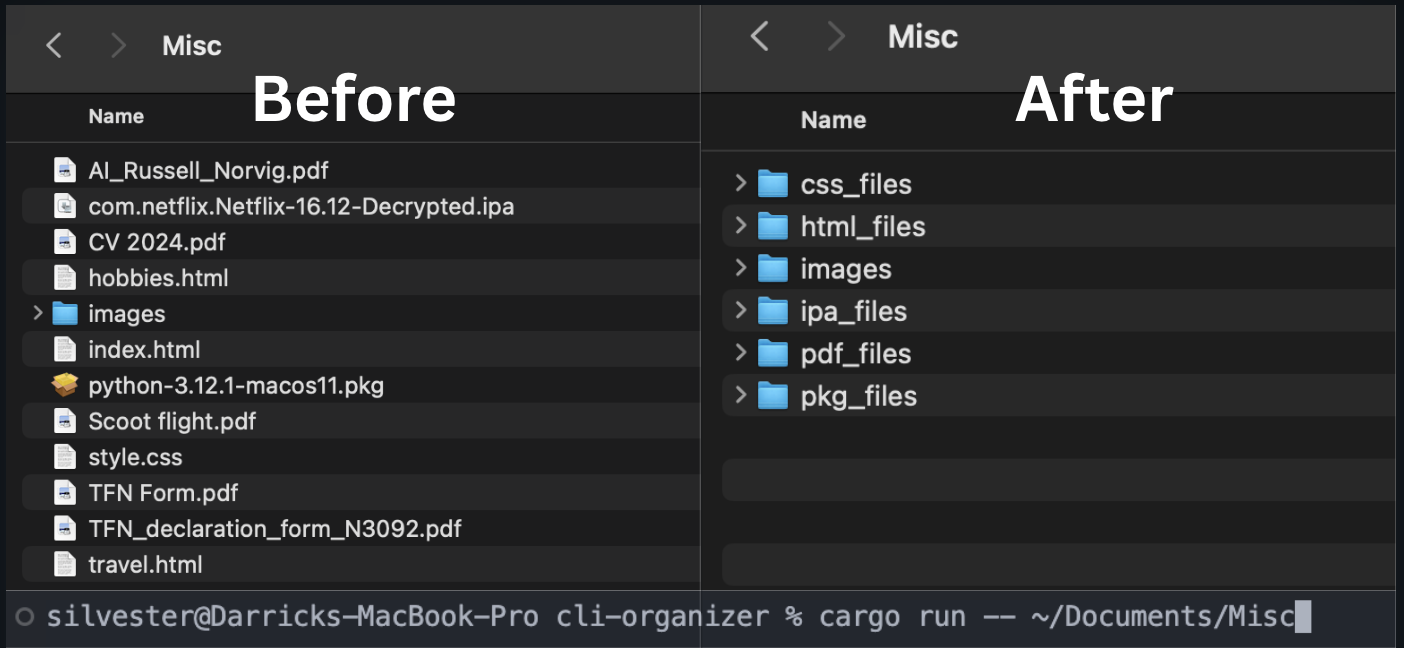 Misc
Before
Name
AI_Russell_Norvig.pdf
com.netflix.Netflix-16.12-Decrypted.ipa
CV 2024.pdf
hobbies.html
images
index.html
python-3.12.1-macos11.pkg
Scoot flight.pdf
style.css
TFN Form.pdf
TFN_declaration_form_N3092.pdf
travel.html
Misc
After
Name
css_files
html_files
images
ipa_files
pdf_files
pkg_files
silvester@Darricks-MacBook-Pro cli-organizer % cargo run -- ~/Documents/Misc